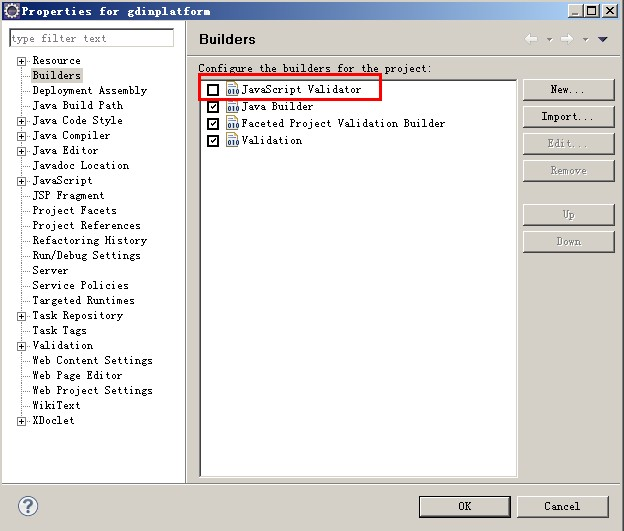 Properties for gdinplatform
type filter text
Resource
Builders
Deployment Assembly
Java Build Path
Java Code Style
Java Compiler
Java Editor
Javadoc Location
JavaScript
JSP Fragment
Project Facets
Project References
Refactoring History
Run/Debug Settings
Server
Service Policies
Targeted Runtimes
Task Repository
Task Tags
Validation
Web Content Settings
Web Page Editor
Web Project Settings
WikiText
XDoclet
Builders
Configure the builders for the project:
JavaScript Validator
Java Builder
Faceted Project Validation Builder
Validation
New...
Import...
Edit...
Remove
Up
Down
?
OK
Cancel